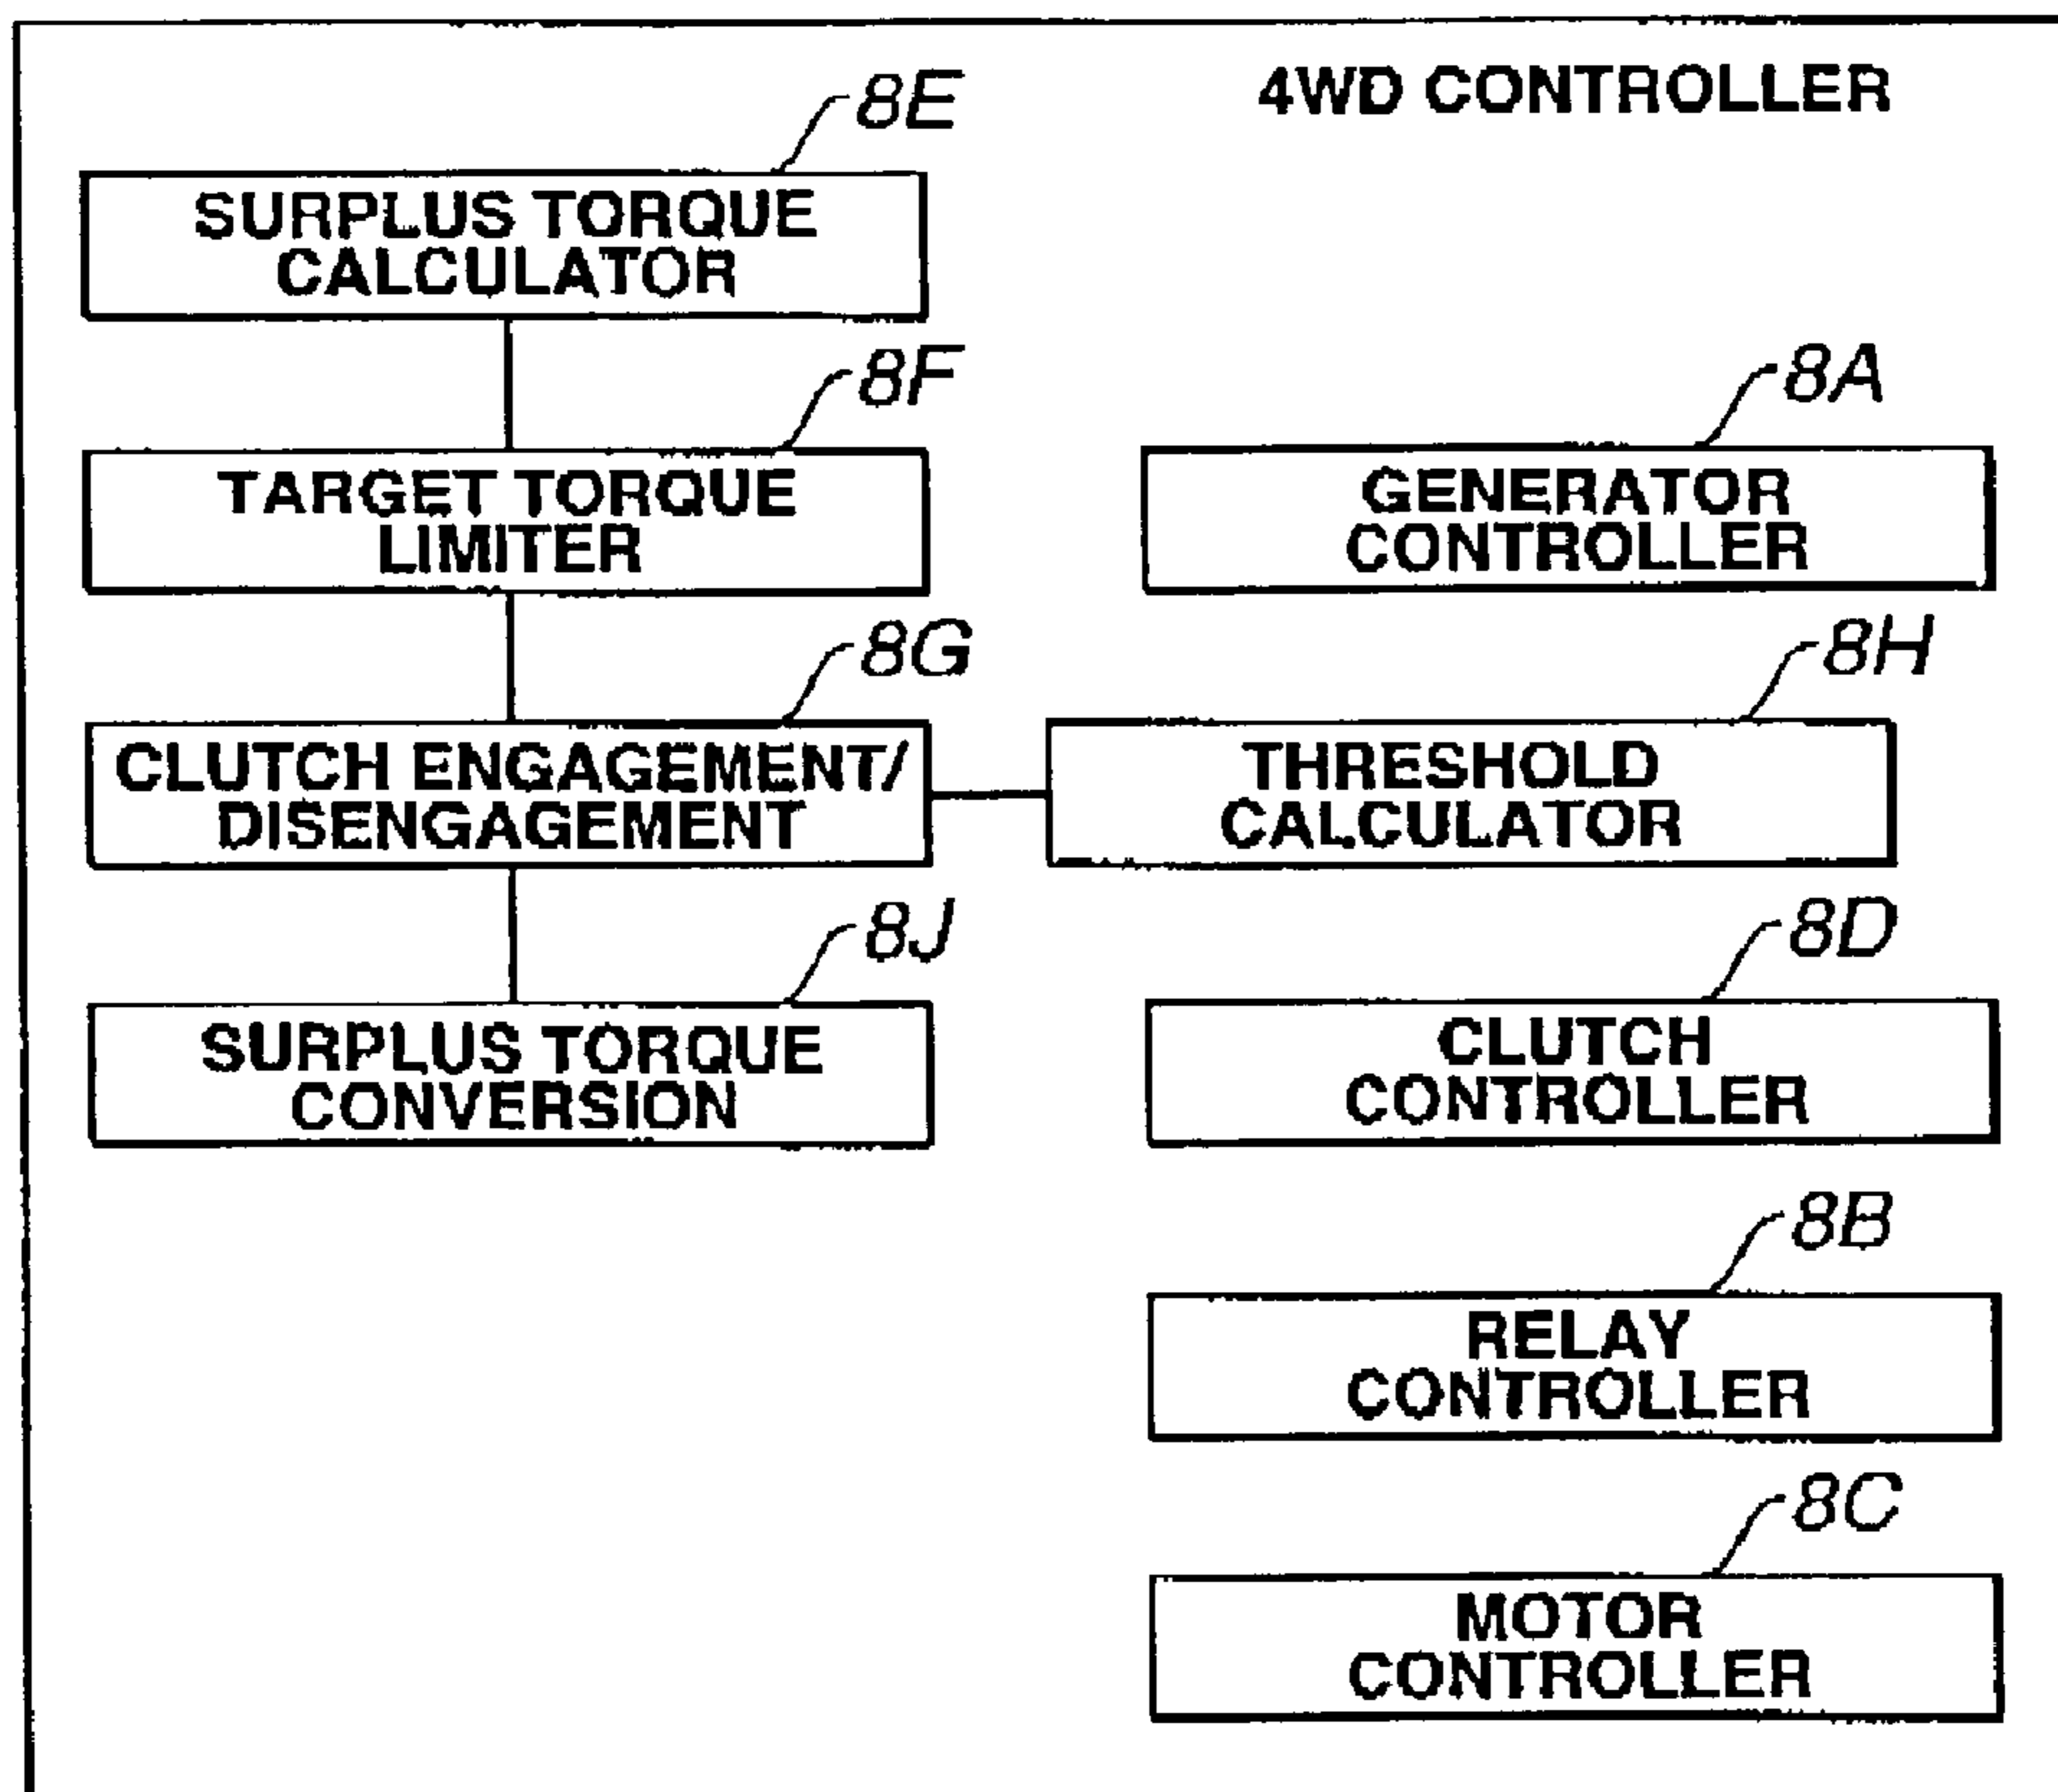 4WD CONTROLLER
8E
SURPLUS TORQUE
CALCULATOR
8F
TARGET TORQUE
LIMITER
8A
GENERATOR
CONTROLLER
8G
CLUTCH ENGAGEMENT/
DISENGAGEMENT
8H
THRESHOLD
CALCULATOR
8J
SURPLUS TORQUE
CONVERSION
8D
CLUTCH
CONTROLLER
8B
RELAY
CONTROLLER
8C
MOTOR
CONTROLLER